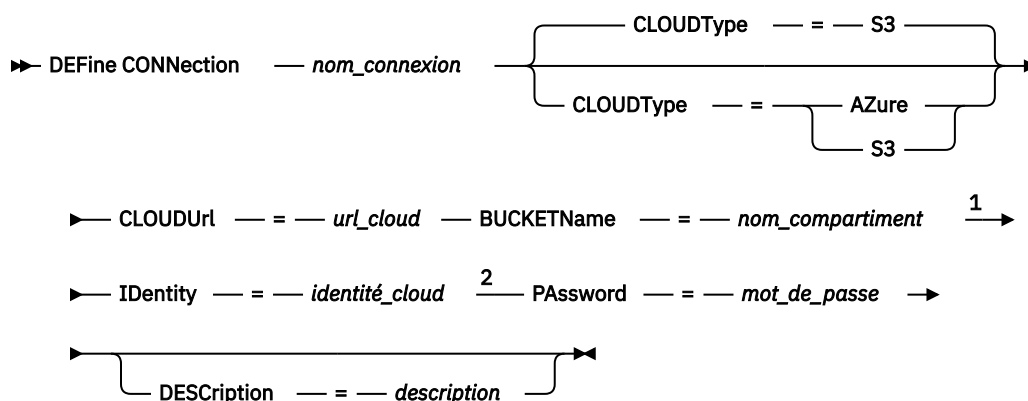 CLOUDType = S3
DEFine CONNection nom_connexion
CLOUDType = AZure
S3
CLOUDUrl = url_cloud BUCKETName = nom_compartiment 1
IDentity = identité_cloud 2 PAssword = mot_de_passe
DESCription = description